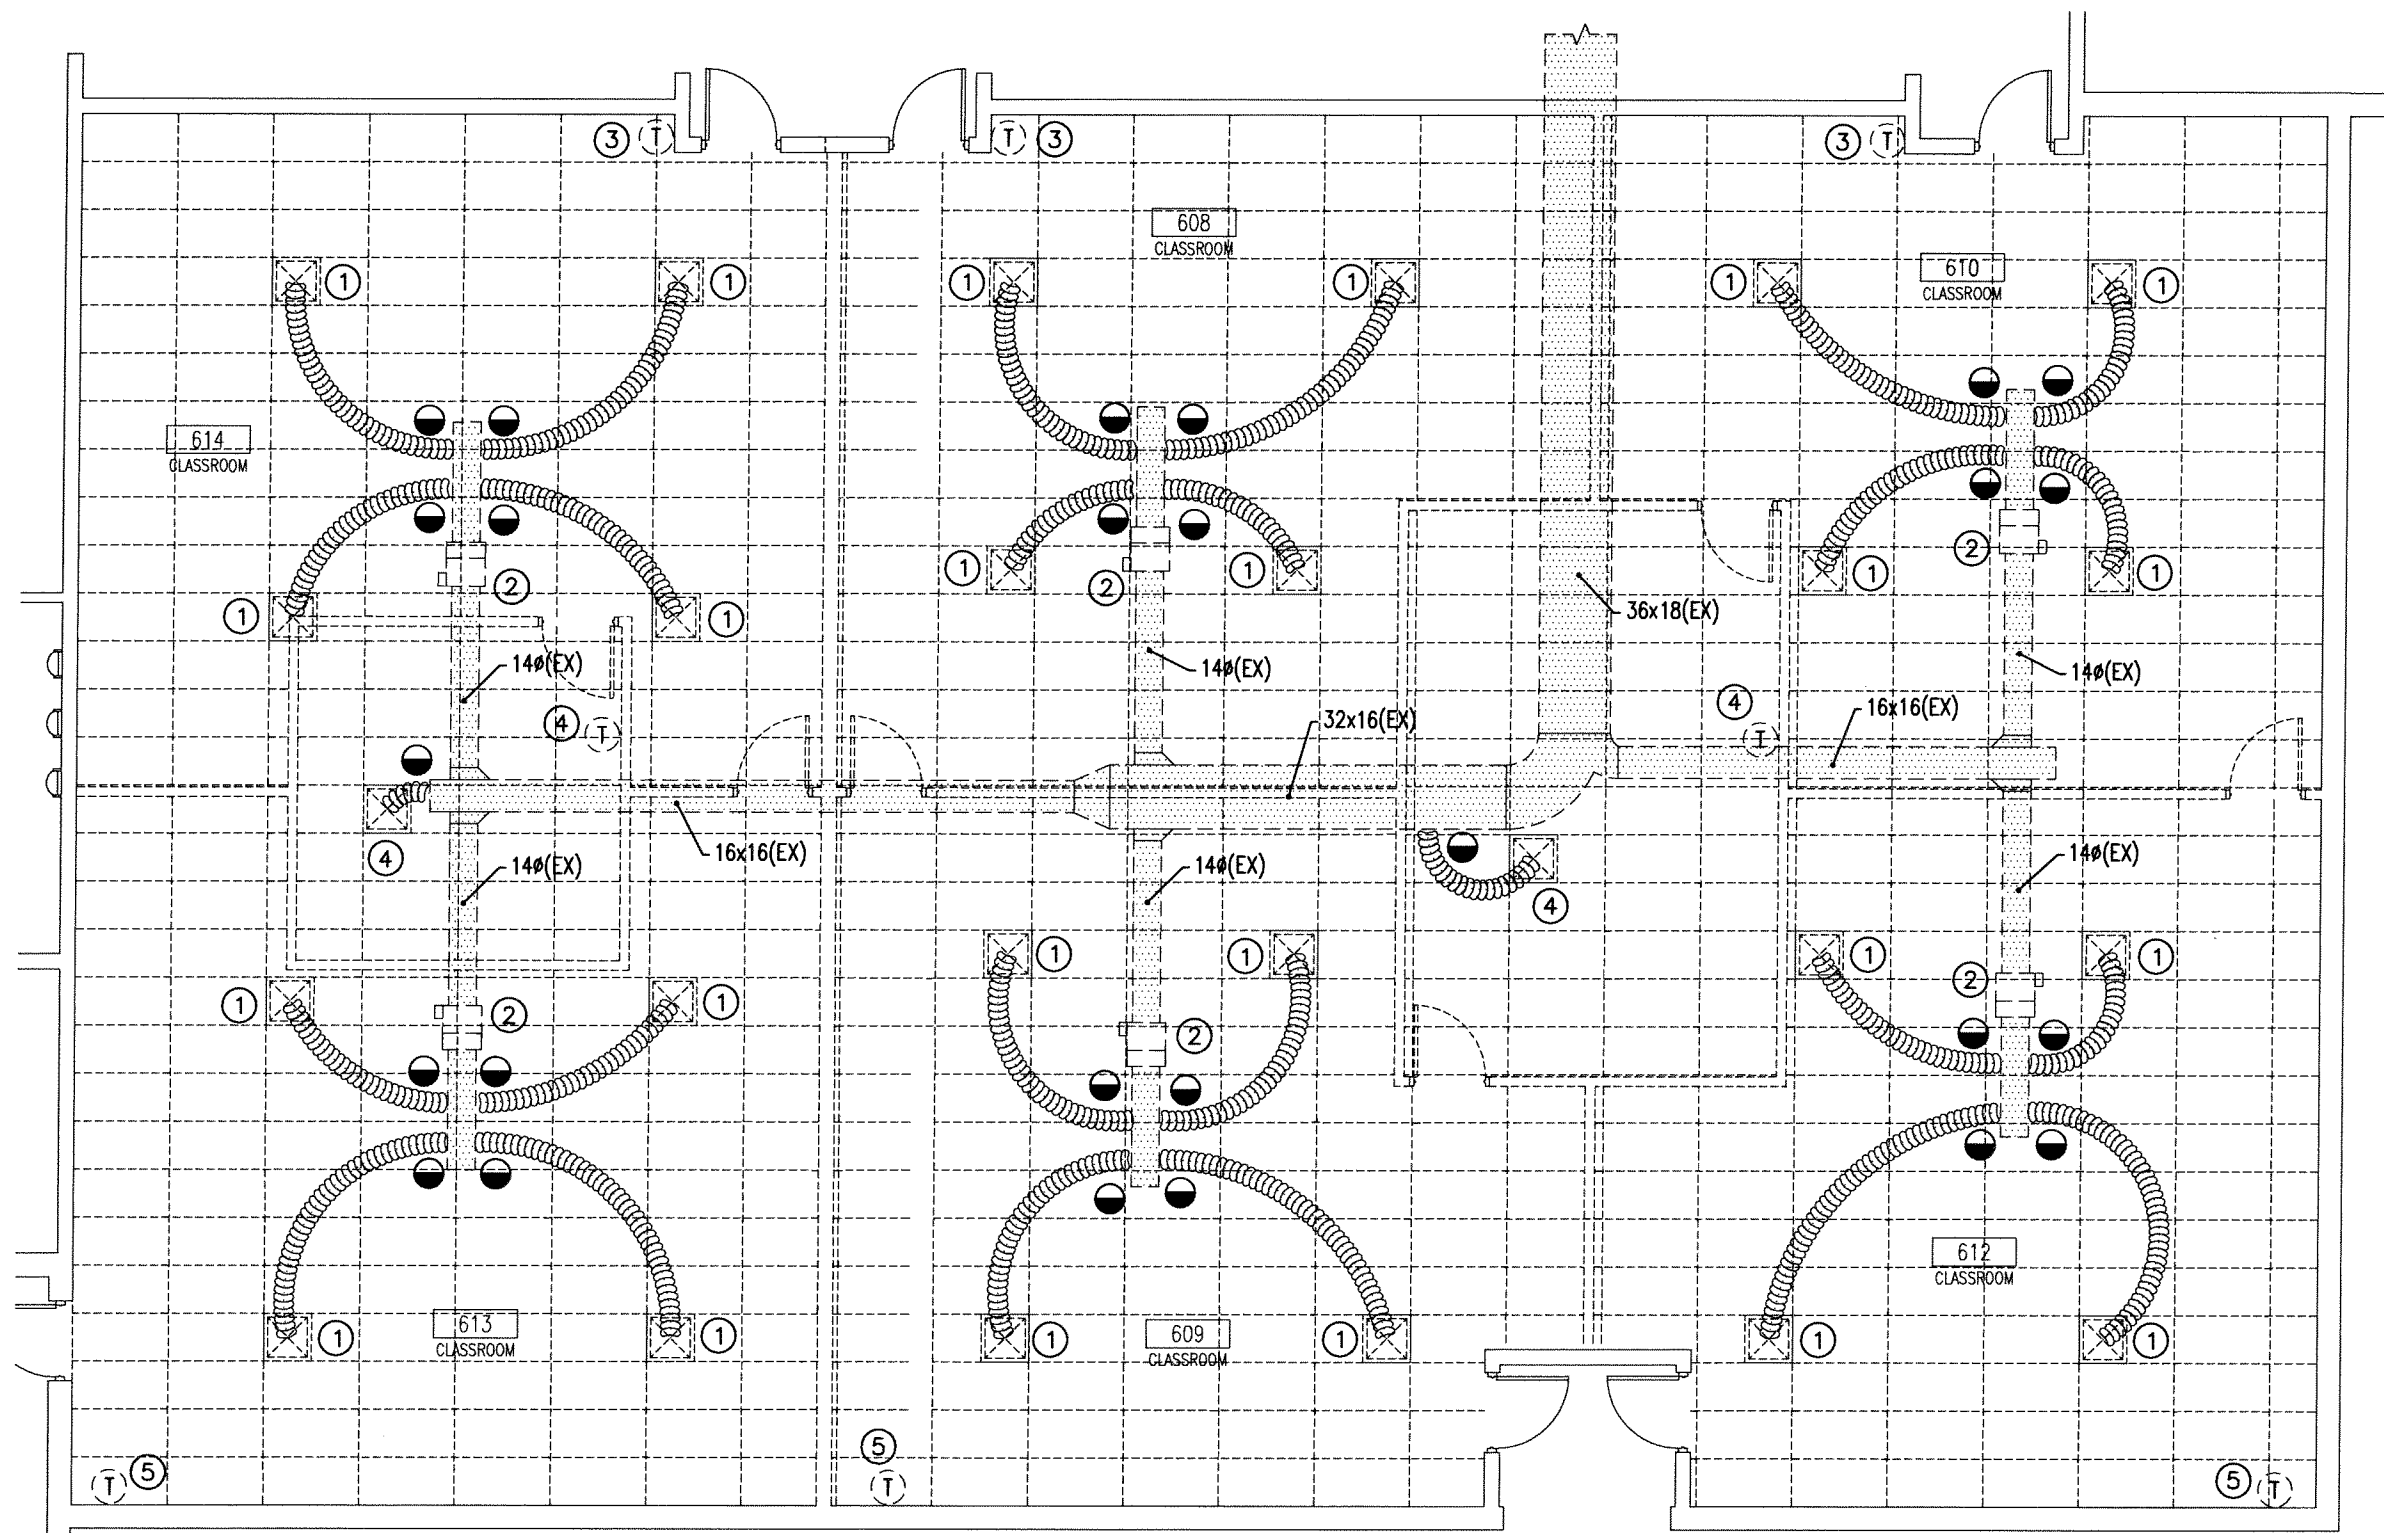 3 T T 3 3 T
608
CLASSROOM
610
CLASSROOM
1 1 1 1 1 1
614
CLASSROOM
2
1 1 1 1
2 2
1 1
1 1
36x18(EX)
14ø(EX) 14ø(EX) 14ø(EX)
4 T
32x16(EX)
4 T
16x16(EX)
16x16(EX)
4
14ø(EX) 14ø(EX) 14ø(EX)
4
1 1 1 1
1 1
2
2 2
612
CLASSROOM
613
CLASSROOM
609
CLASSROOM
1 1 1 1 1 1
5
T 5 T 5 T